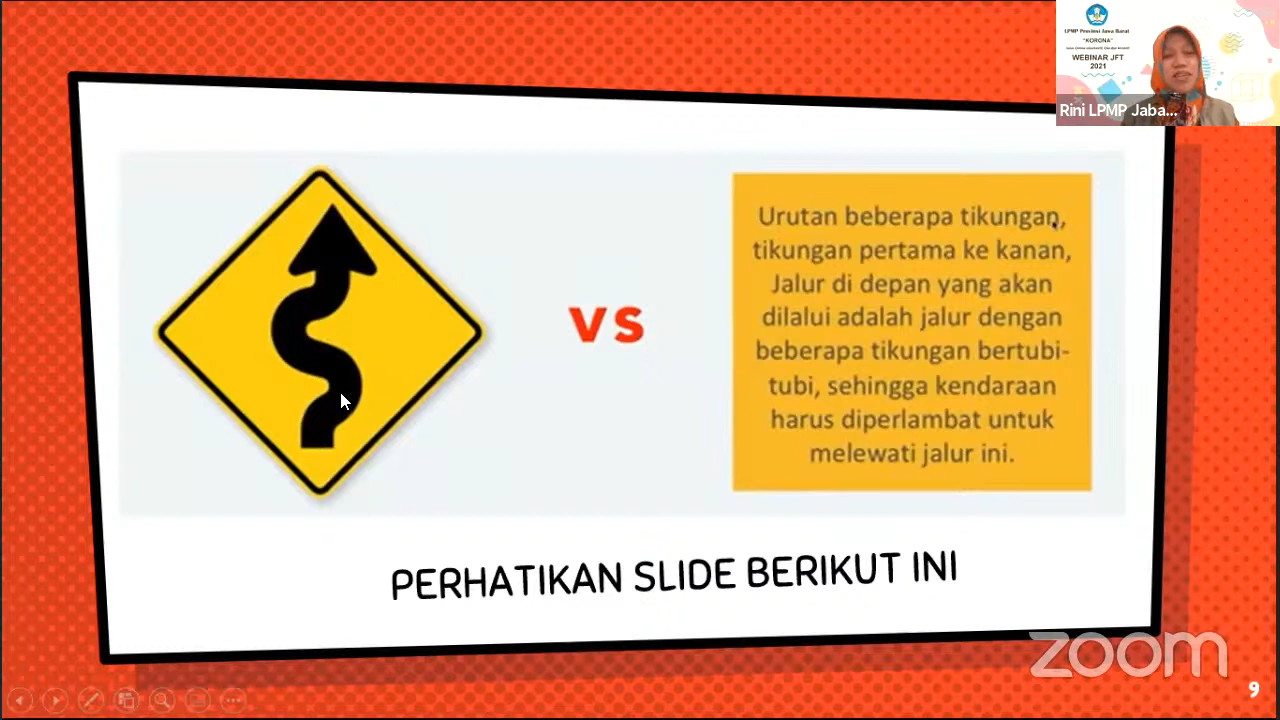 LPMP Provinsi Jawa Barat
"KORONA"
WEBINAR JFT
2021
Rini LPMP Jaba...
Urutan beberapa tikungan,
tikungan pertama ke kanan,
Jalur di depan yang akan
dilalui adalah jalur dengan
beberapa tikungan bertubi-
tubi, sehingga kendaraan
harus diperlambat untuk
melewati jalur ini.
VS
PERHATIKAN SLIDE BERIKUT INI
zoom
9